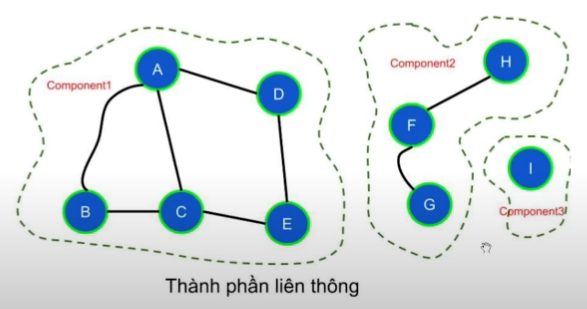 Component1
A
D
B
C
E
Component2
H
F
G
I
Component3
Thành phần liên thông